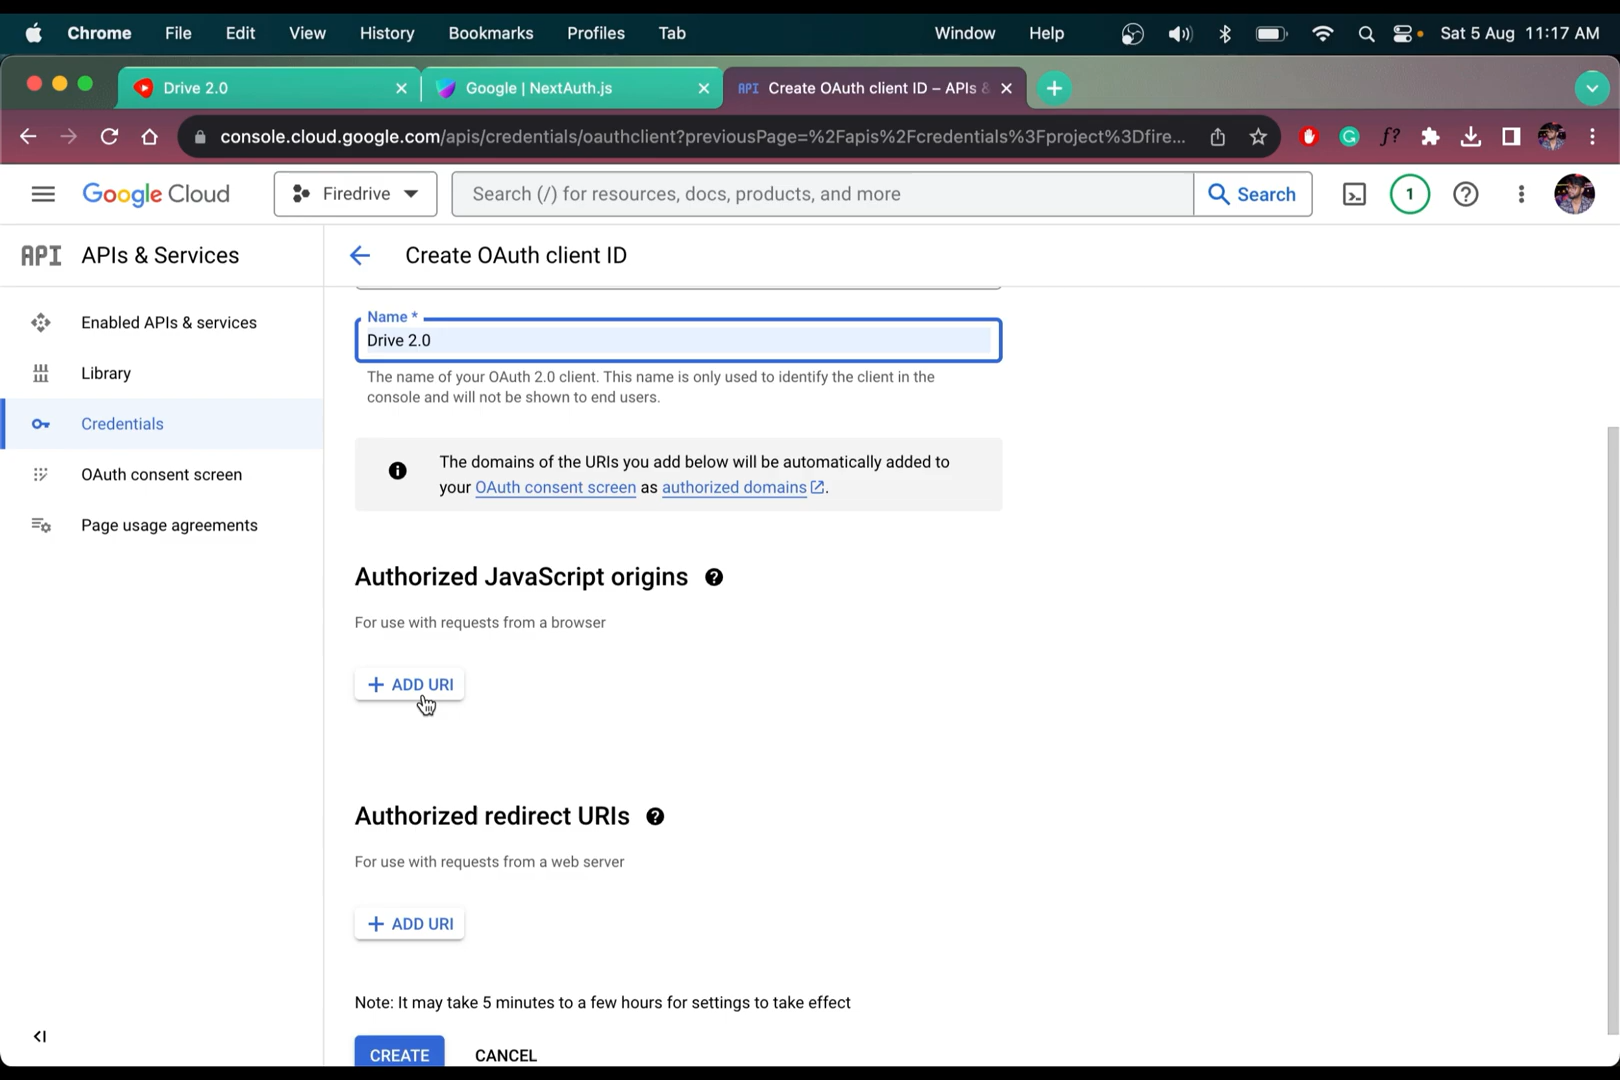 Chrome File Edit View History Bookmarks Profiles Tab Window Help Sat 5 Aug 11:17 AM
Drive 2.0 Google | NextAuth.js API Create OAuth client ID – APIs &
console.cloud.google.com/apis/credentials/oauthclient?previousPage=%2Fapis%2Fcredentials%3Fproject%3Dfire... f?
Google Cloud Firedrive Search (/) for resources, docs, products, and more Search 1
API APIs & Services
Create OAuth client ID
Enabled APIs & services
Library
Credentials
OAuth consent screen
Page usage agreements
Name *
Drive 2.0
The name of your OAuth 2.0 client. This name is only used to identify the client in the
console and will not be shown to end users.
The domains of the URIs you add below will be automatically added to
your OAuth consent screen as authorized domains.
Authorized JavaScript origins
For use with requests from a browser
+ ADD URI
Authorized redirect URIs
For use with requests from a web server
+ ADD URI
Note: It may take 5 minutes to a few hours for settings to take effect
CREATE CANCEL